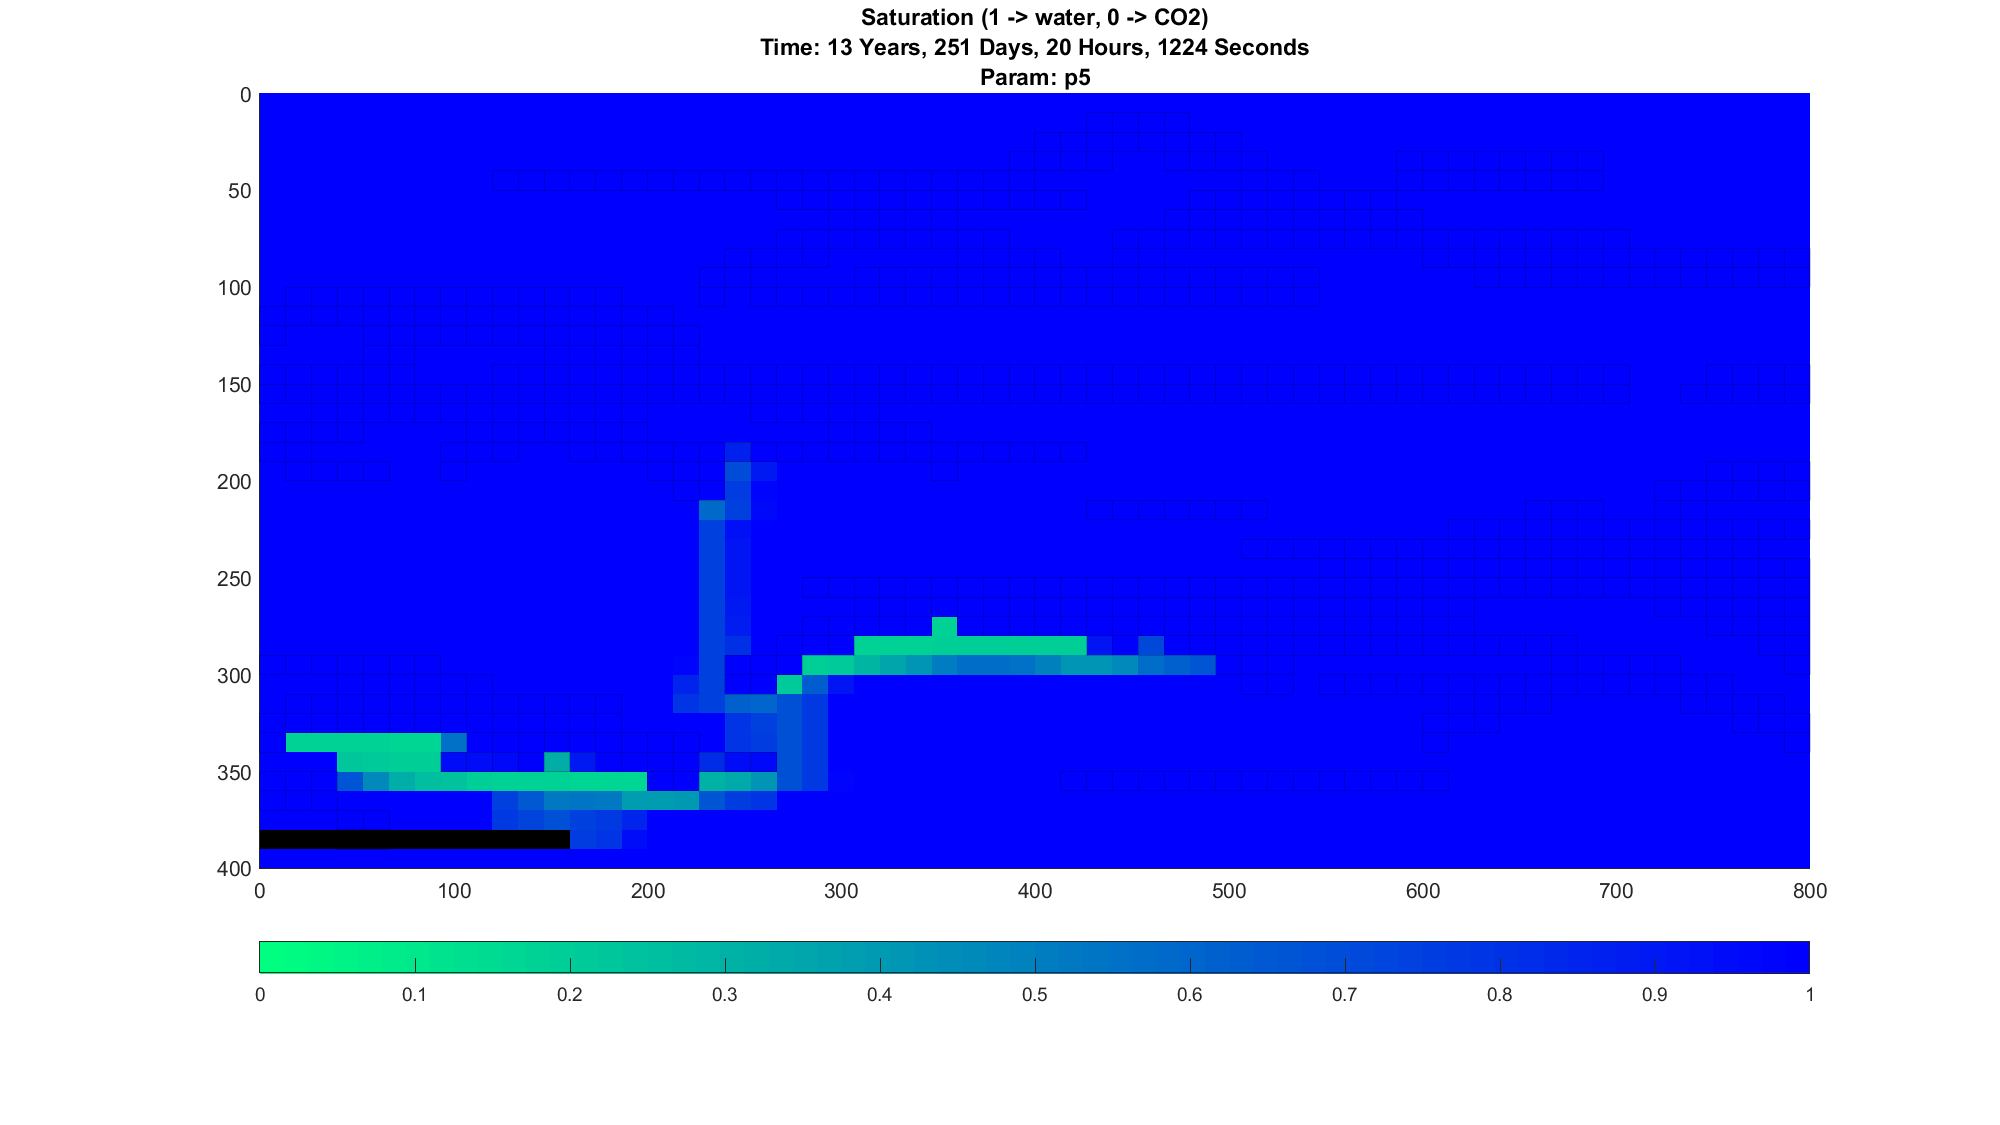 Saturation (1 -> water, 0 -> CO2)
Time: 13 Years, 251 Days, 20 Hours, 1224 Seconds
Param: p5
0
50
100
150
200
250
300
350
400
0 100 200 300 400 500 600 700 800
0 0.1 0.2 0.3 0.4 0.5 0.6 0.7 0.8 0.9 1